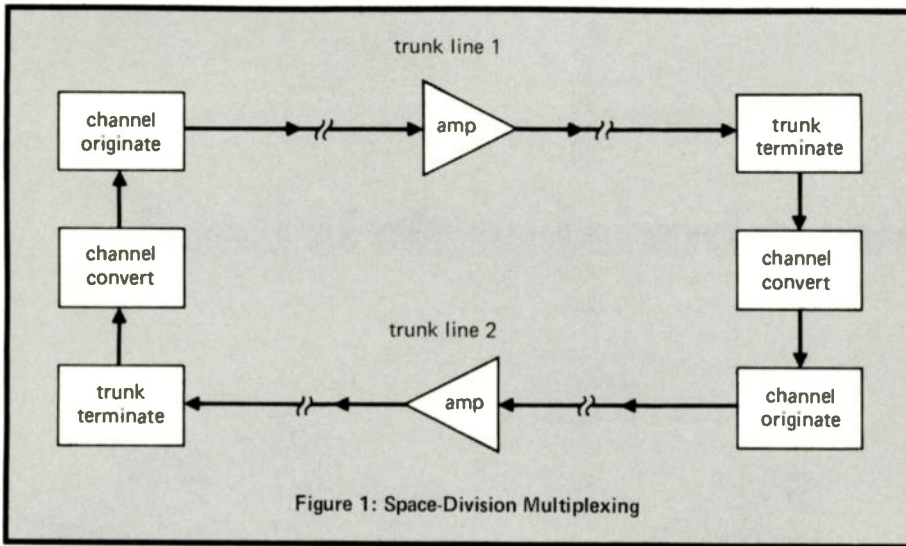 trunk line 1
channel
originate
amp
trunk
terminate
channel
convert
channel
convert
trunk line 2
trunk
terminate
amp
channel
originate
Figure 1: Space-Division Multiplexing